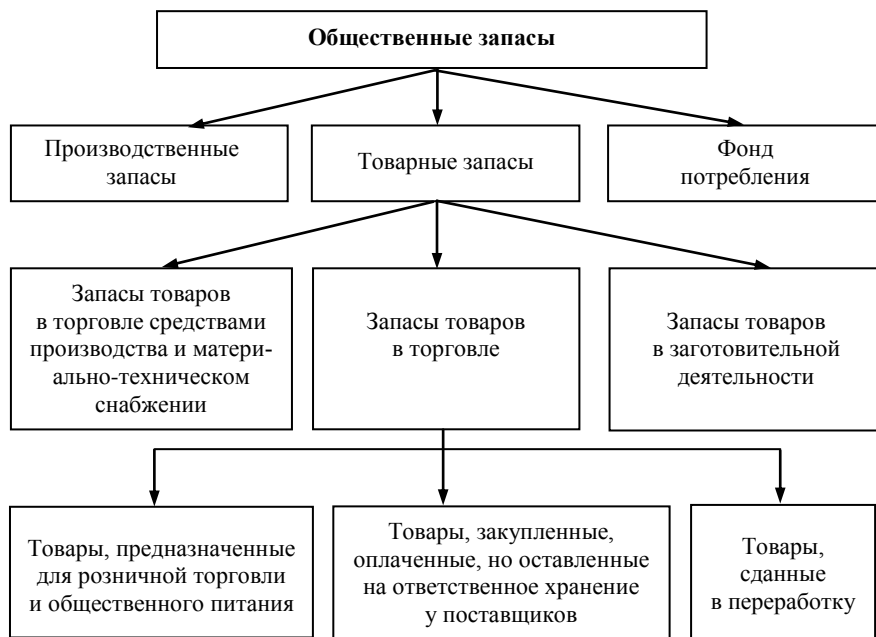 Общественные запасы
Производственные
запасы
Товарные запасы
Фонд
потребления
Запасы товаров
в торговле средствами
производства и матери-
ально-техническом
снабжении
Запасы товаров
в торговле
Запасы товаров
в заготовительной
деятельности
Товары, предназначенные
для розничной торговли
и общественного питания
Товары, закупленные,
оплаченные, но оставленные
на ответственное хранение
у поставщиков
Товары,
сданные
в переработку